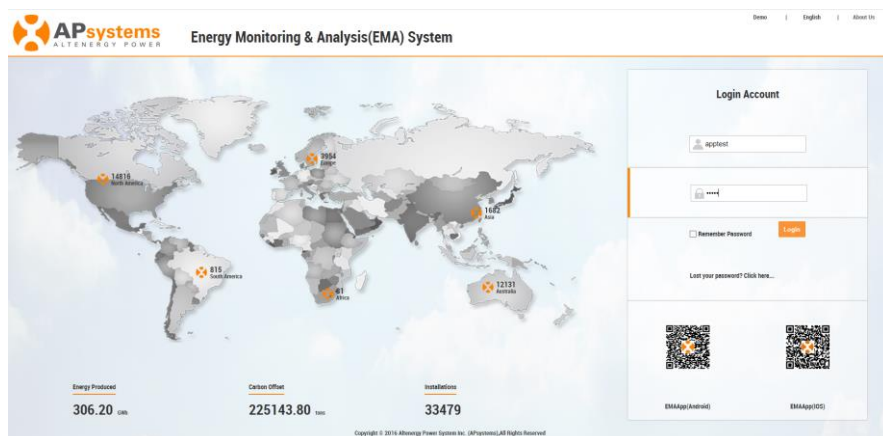 Demo | English | About Us
APsystems
ALTENERGY POWER
Energy Monitoring & Analysis(EMA) System
Login Account
apptest
•••••
Remember Password
Login
Lost your password? Click here...
14816
North America
3954
Europe
1682
Asia
815
South America
81
Africa
12131
Australia
Energy Produced
306.20 GWh
Carbon Offset
225143.80 tons
Installations
33479
EMAApp(Android)
EMAApp(IOS)
Copyright © 2016 Altenergy Power System Inc. (APsystems),All Rights Reserved